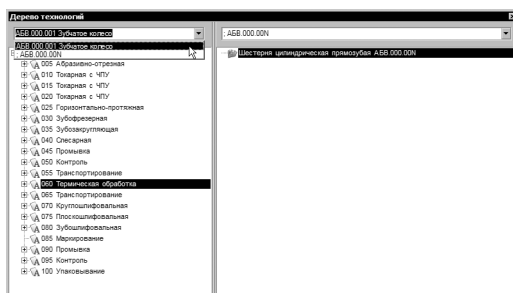 Дерево технологий
АБВ.000.001 Зубчатое колесо
; АБВ.000.00N
АБВ.000.001 Зубчатое колесо
; АБВ.000.00N
Шестерня цилиндрическая прямозубая АБВ.000.00N
005 Абразивно-отрезная
010 Токарная с ЧПУ
015 Токарная с ЧПУ
020 Токарная с ЧПУ
025 Горизонтально-протяжная
030 Зубофрезерная
035 Зубозакругляющая
040 Слесарная
045 Промывка
050 Контроль
055 Транспортирование
060 Термическая обработка
065 Транспортирование
070 Круглошлифовальная
075 Плоскошлифовальная
080 Зубошлифовальная
085 Маркирование
090 Промывка
095 Контроль
100 Упаковывание